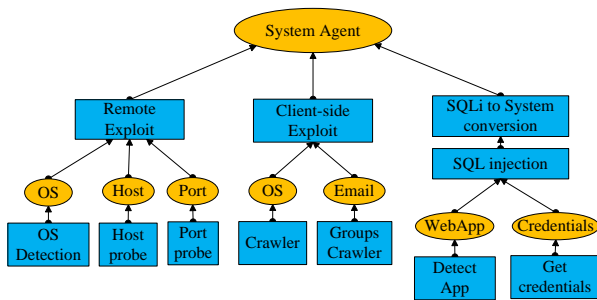 System Agent
Remote
Exploit
Client-side
Exploit
SQLi to System
conversion
SQL injection
OS
Host
Port
OS
Email
WebApp
Credentials
OS
Detection
Host
probe
Port
probe
Crawler
Groups
Crawler
Detect
App
Get
credentials